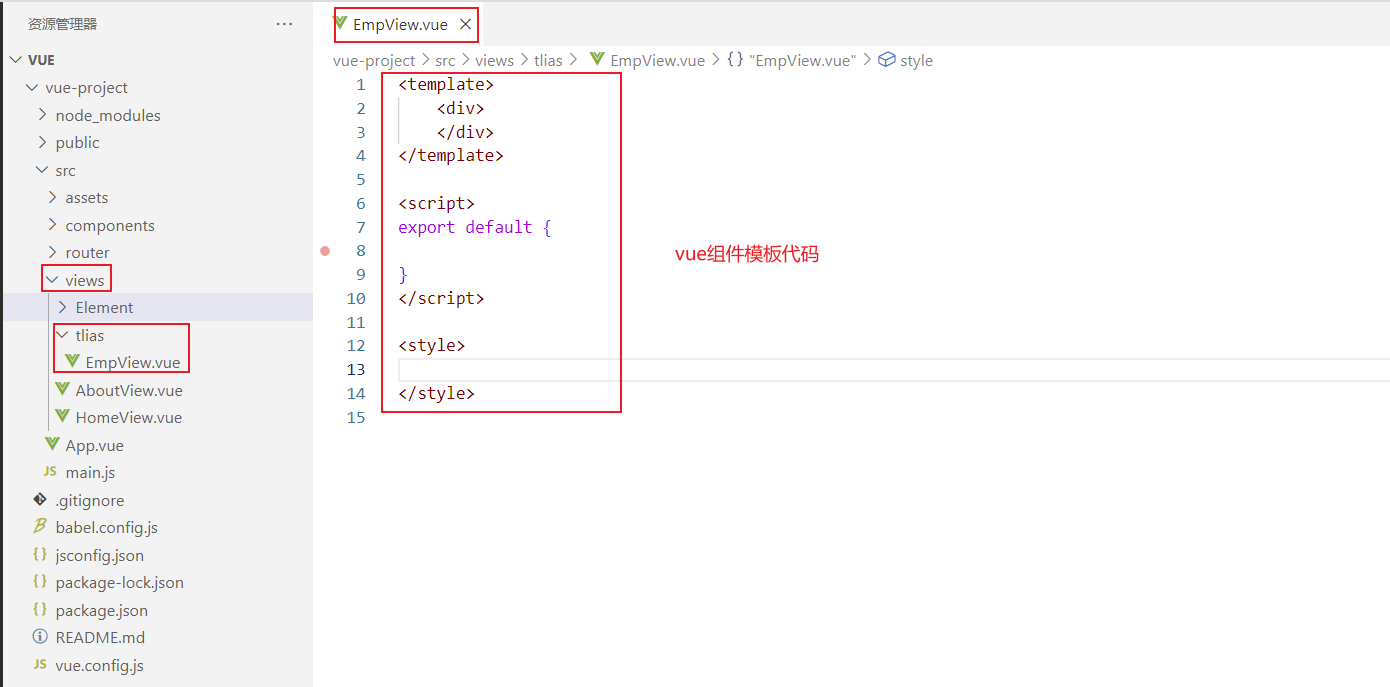 资源管理器
···
VUE
vue-project
node_modules
public
src
assets
components
router
views
Element
tlias
EmpView.vue
AboutView.vue
HomeView.vue
App.vue
JS main.js
.gitignore
babel.config.js
{} jsconfig.json
{} package-lock.json
{} package.json
README.md
JS vue.config.js
EmpView.vue ×
vue-project > src > views > tlias > EmpView.vue > {} "EmpView.vue" > style
1 <template>
2 <div>
3 </div>
4 </template>
5
6 <script>
7 export default {
8
9 }
10 </script>
11
12 <style>
13
14 </style>
15
vue组件模板代码